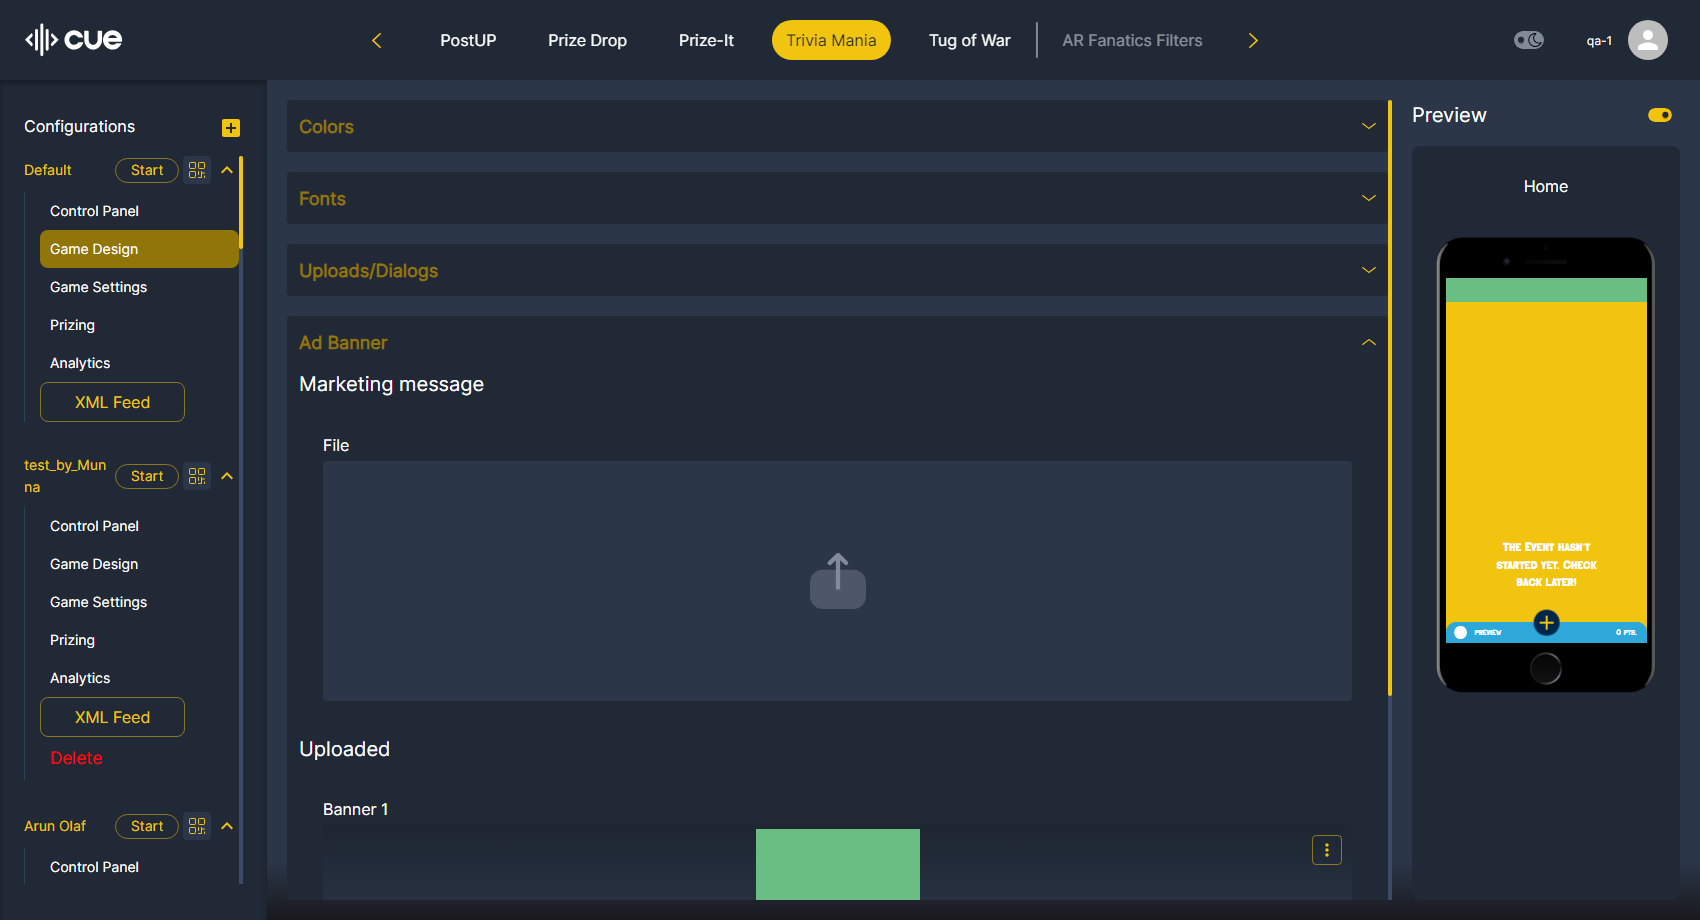 cue
PostUP
Prize Drop
Prize-It
Trivia Mania
Tug of War
AR Fanatics Filters
qa-1
Configurations
Default
Start
Control Panel
Game Design
Game Settings
Prizing
Analytics
XML Feed
test_by_Mun
na
Start
Control Panel
Game Design
Game Settings
Prizing
Analytics
XML Feed
Delete
Arun Olaf
Start
Control Panel
Colors
Fonts
Uploads/Dialogs
Ad Banner
Marketing message
File
Uploaded
Banner 1
Preview
Home
The Event hasn't
started yet. Check
back later!
PREVIEW
0 PTS.